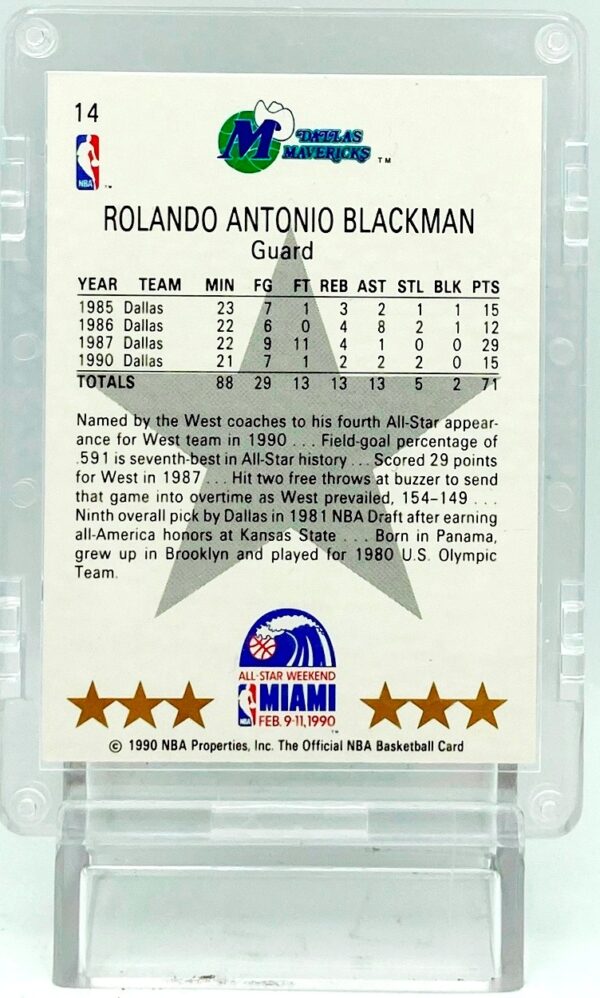 14
DALLAS
MAVERICKS ™
NBA
ROLANDO ANTONIO BLACKMAN
Guard
YEAR TEAM MIN FG FT REB AST STL BLK PTS
1985 Dallas 23 7 1 3 2 1 1 15
1986 Dallas 22 6 0 4 8 2 1 12
1987 Dallas 22 9 11 4 1 0 0 29
1990 Dallas 21 7 1 2 2 2 0 15
TOTALS 88 29 13 13 13 5 2 71
Named by the West coaches to his fourth All-Star appear-
ance for West team in 1990 . . . Field-goal percentage of
.591 is seventh-best in All-Star history . . . Scored 29 points
for West in 1987 . . . Hit two free throws at buzzer to send
that game into overtime as West prevailed, 154–149 . . .
Ninth overall pick by Dallas in 1981 NBA Draft after earning
all-America honors at Kansas State . . . Born in Panama,
grew up in Brooklyn and played for 1980 U.S. Olympic
Team.
ALL-STAR WEEKEND
NBA MIAMI
FEB. 9-11, 1990
™
© 1990 NBA Properties, Inc. The Official NBA Basketball Card